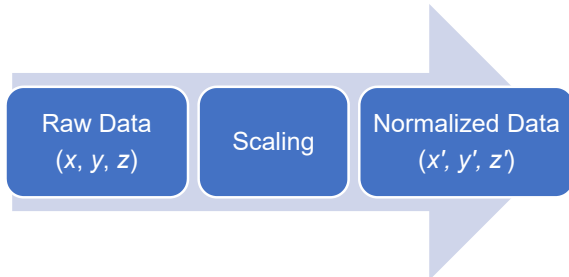 Raw Data
(x, y, z)
Scaling
Normalized Data
(x', y', z')